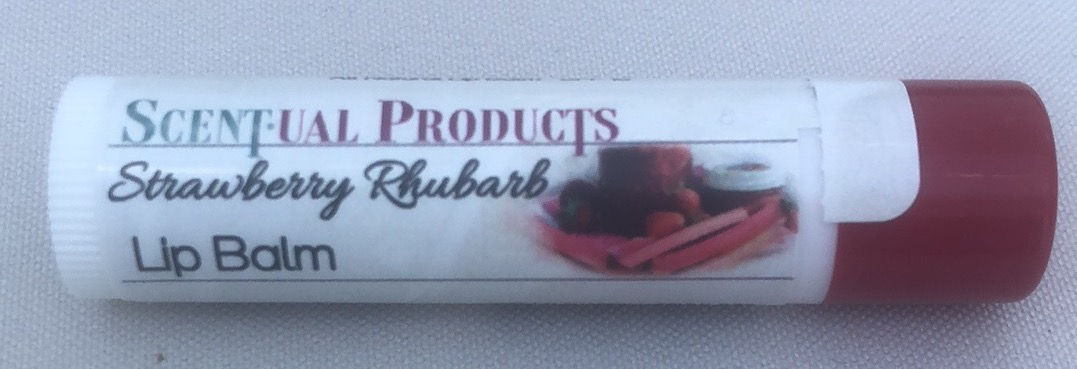 SCENT-UAL PRODUCTS
Strawberry Rhubarb
Lip Balm